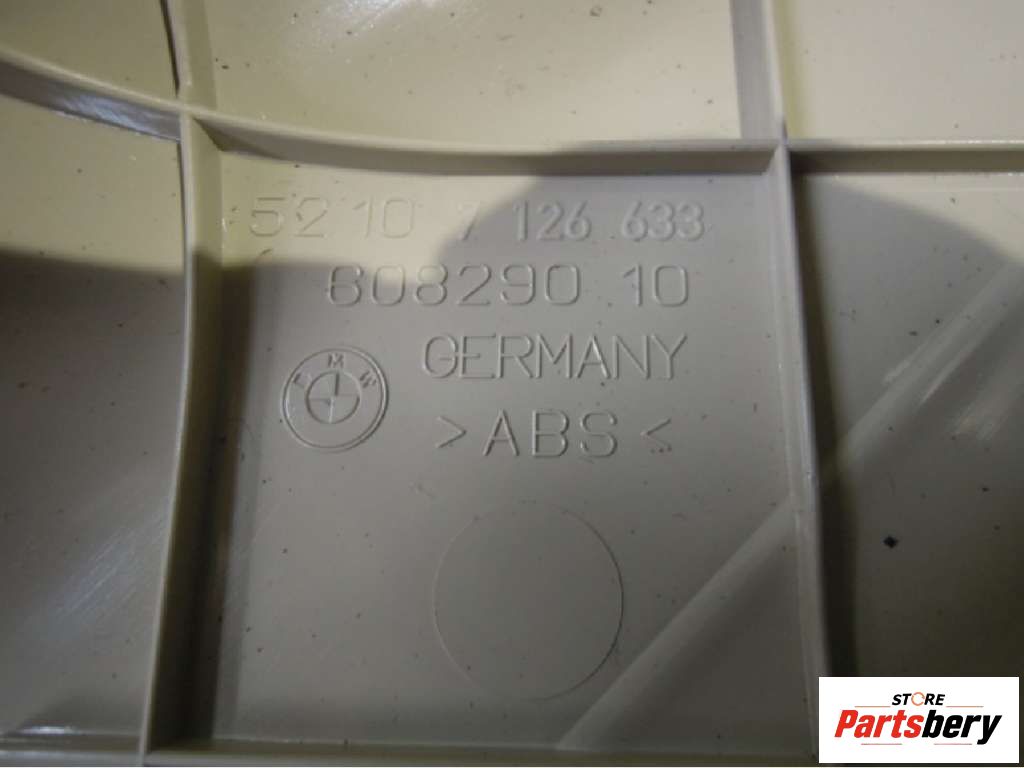 52 10 7 126 633
608290 10
GERMANY
BMW
>ABS<
STORE
Partsbery